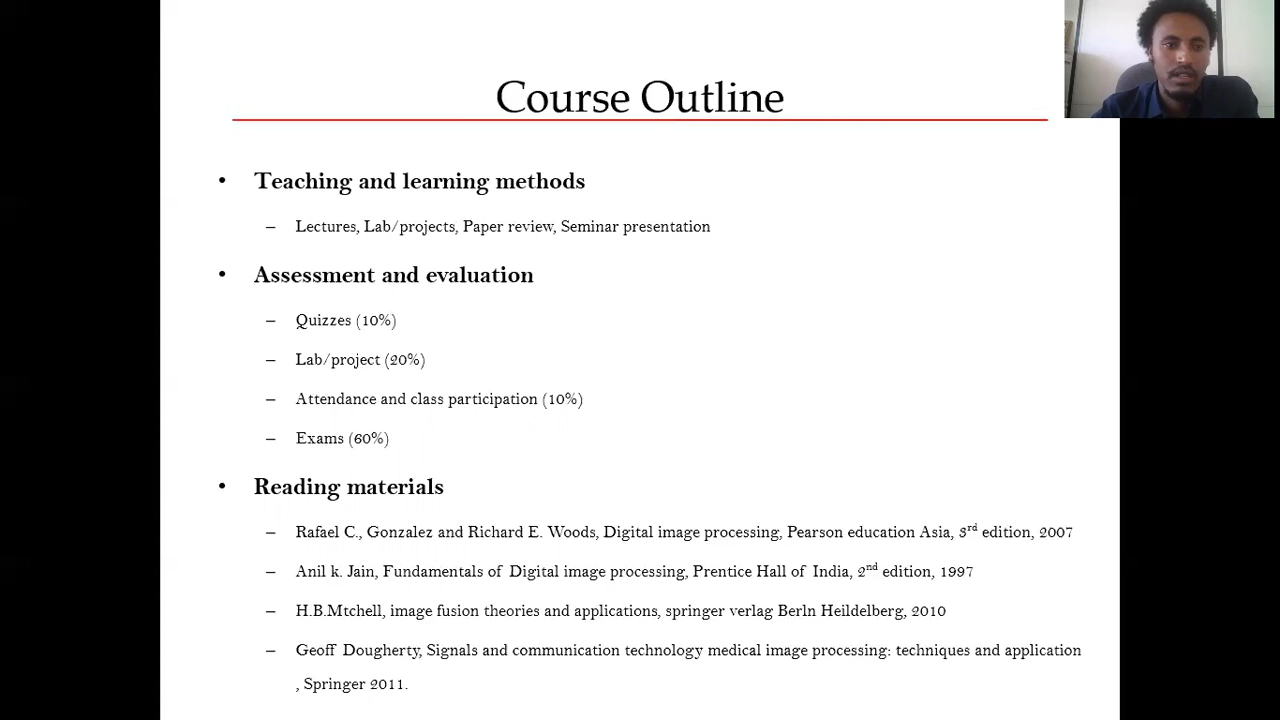 Course Outline
• Teaching and learning methods
– Lectures, Lab/projects, Paper review, Seminar presentation
• Assessment and evaluation
– Quizzes (10%)
– Lab/project (20%)
– Attendance and class participation (10%)
– Exams (60%)
• Reading materials
– Rafael C., Gonzalez and Richard E. Woods, Digital image processing, Pearson education Asia, 3rd edition, 2007
– Anil k. Jain, Fundamentals of Digital image processing, Prentice Hall of India, 2nd edition, 1997
– H.B.Mtchell, image fusion theories and applications, springer verlag Berln Heildelberg, 2010
– Geoff Dougherty, Signals and communication technology medical image processing: techniques and application
, Springer 2011.